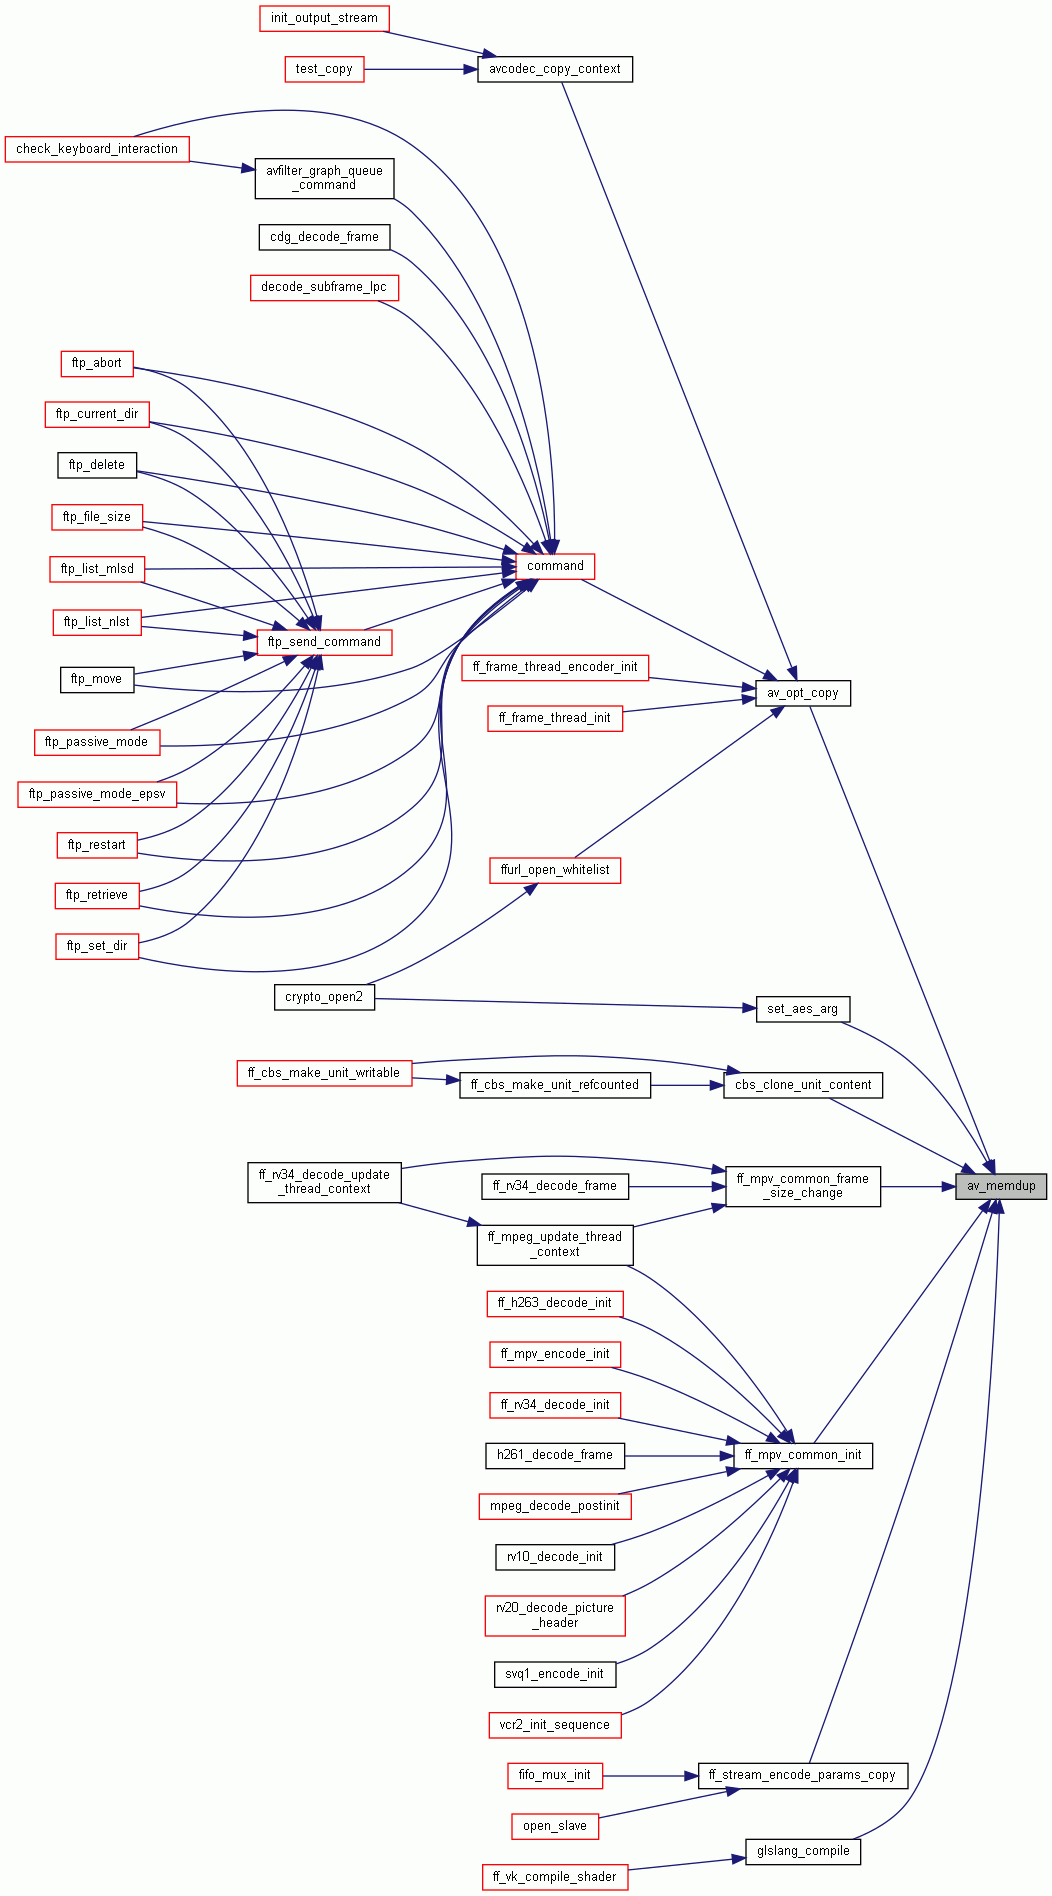 init_output_stream
avcodec_copy_context
test_copy
check_keyboard_interaction
avfilter_graph_queue
_command
cdg_decode_frame
decode_subframe_lpc
ftp_abort
ftp_current_dir
ftp_delete
ftp_file_size
command
ftp_list_mlsd
ftp_list_nlst
ftp_send_command
ff_frame_thread_encoder_init
ftp_move
av_opt_copy
ff_frame_thread_init
ftp_passive_mode
ftp_passive_mode_epsv
ftp_restart
ffurl_open_whitelist
ftp_retrieve
ftp_set_dir
crypto_open2
set_aes_arg
ff_cbs_make_unit_writable
ff_cbs_make_unit_refcounted
cbs_clone_unit_content
ff_rv34_decode_update
_thread_context
ff_rv34_decode_frame
ff_mpv_common_frame
_size_change
av_memdup
ff_mpeg_update_thread
_context
ff_h263_decode_init
ff_mpv_encode_init
ff_rv34_decode_init
h261_decode_frame
ff_mpv_common_init
mpeg_decode_postinit
rv10_decode_init
rv20_decode_picture
_header
svq1_encode_init
vcr2_init_sequence
fifo_mux_init
ff_stream_encode_params_copy
open_slave
glslang_compile
ff_vk_compile_shader